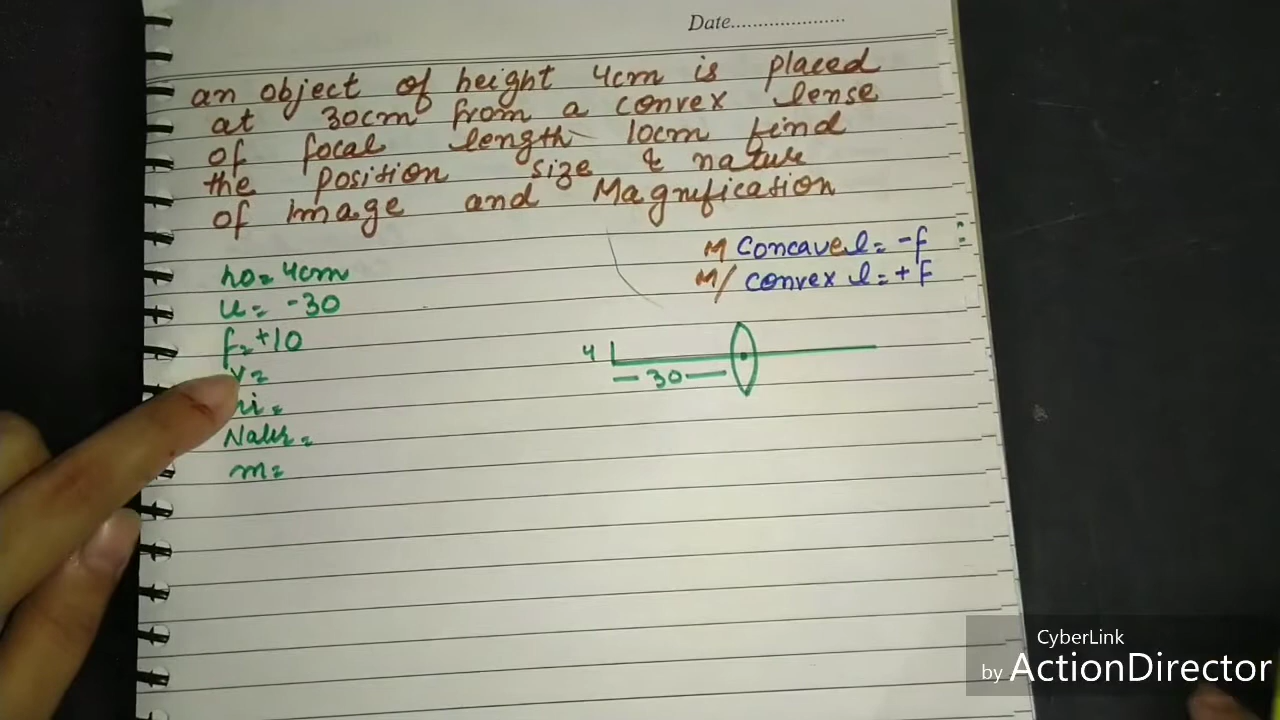 Date.....................
an object of height 4cm is placed
at 30cm from a convex lense
of focal length 10cm find
the position size & nature
of image and Magnification
M Concave l = -f
M/ convex l = + F
ho = 4cm
u = -30
f = +10
v =
hi =
4
30
m =
CyberLink
by ActionDirector